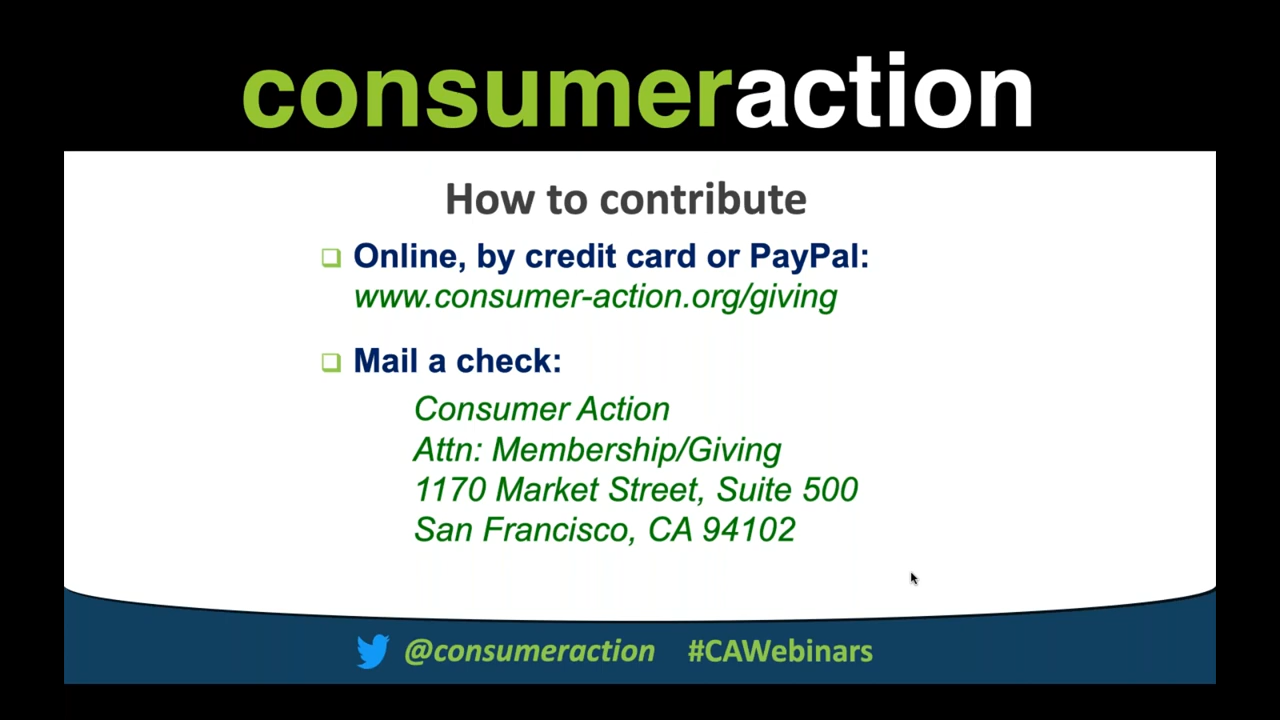 consumeraction
How to contribute
Online, by credit card or PayPal:
www.consumer-action.org/giving
Mail a check:
Consumer Action
Attn: Membership/Giving
1170 Market Street, Suite 500
San Francisco, CA 94102
@consumeraction #CAWebinars